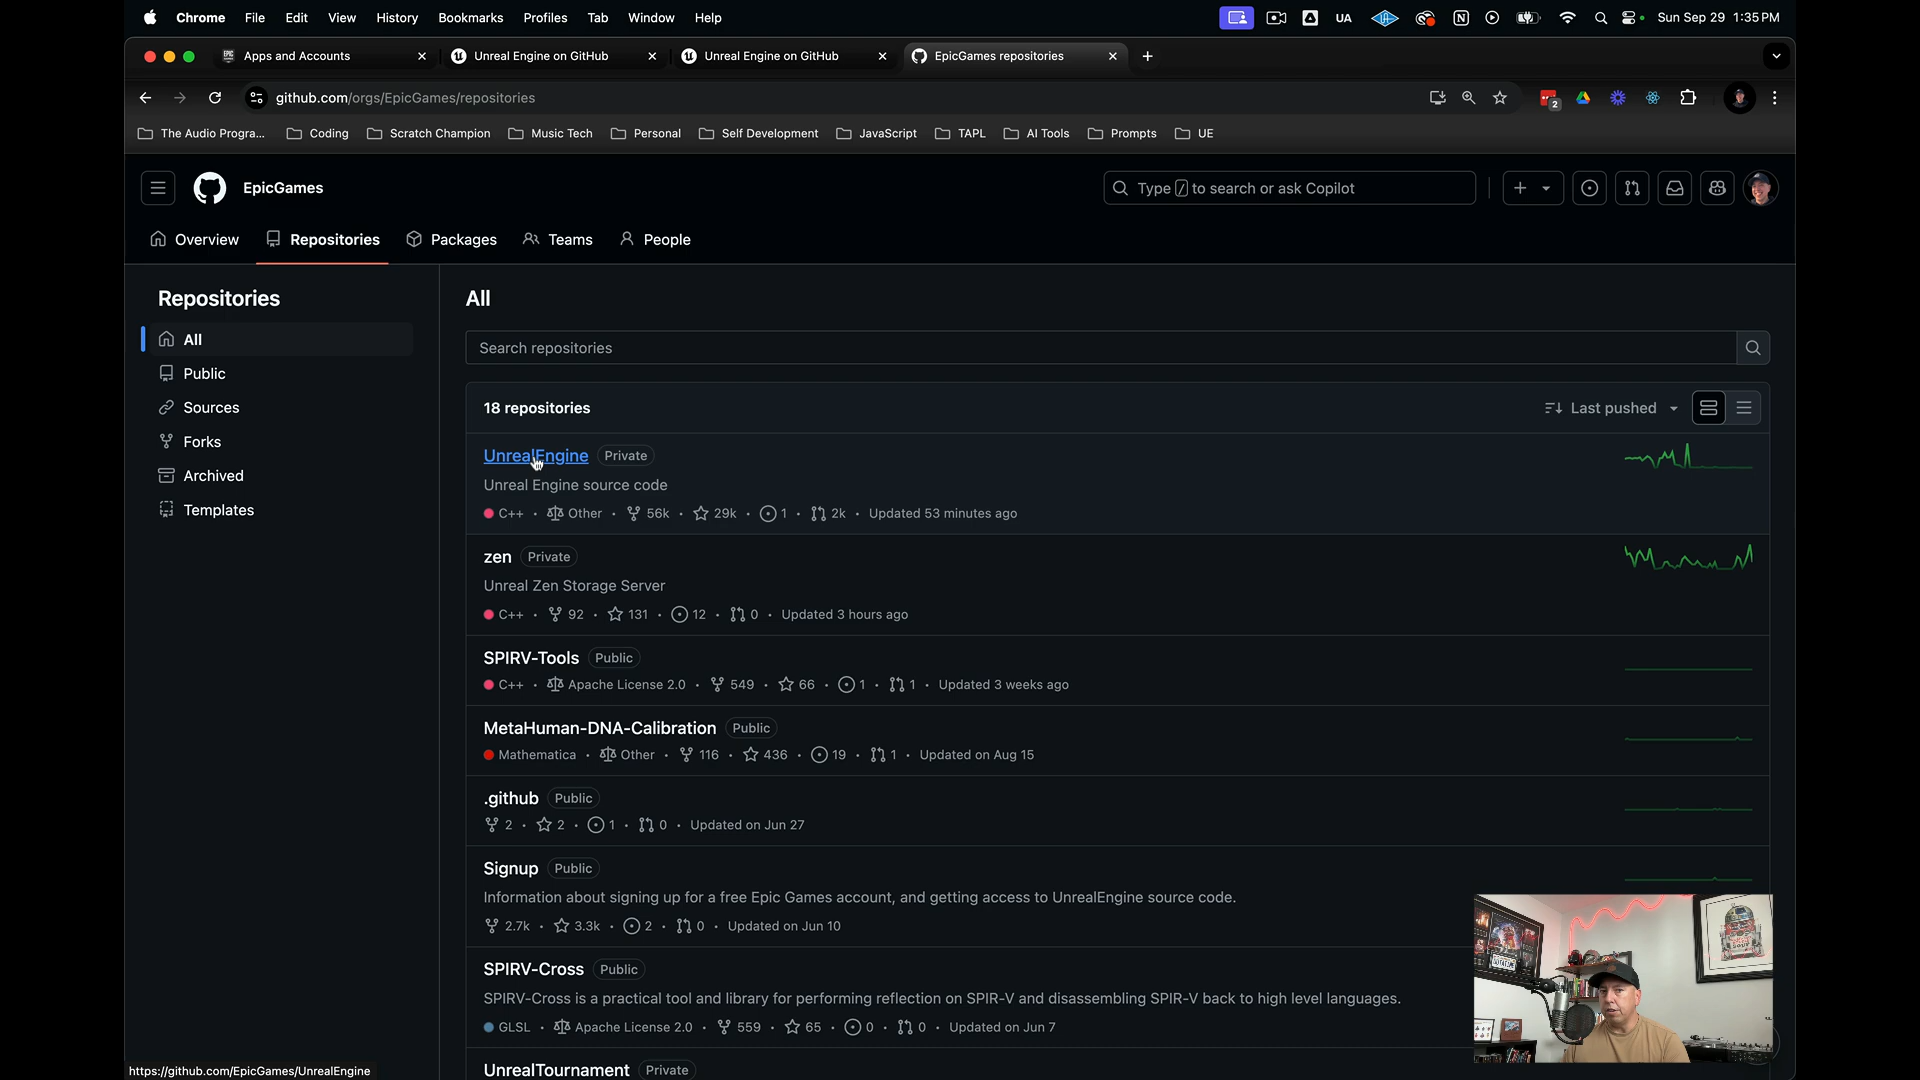 Chrome File Edit View History Bookmarks Profiles Tab Window Help UA Sun Sep 29 1:35 PM
Apps and Accounts Unreal Engine on GitHub Unreal Engine on GitHub EpicGames repositories
github.com/orgs/EpicGames/repositories 2
The Audio Progra... Coding Scratch Champion Music Tech Personal Self Development JavaScript TAPL AI Tools Prompts UE
EpicGames Type / to search or ask Copilot
Overview Repositories Packages Teams People
Repositories
All
Public
Sources
Forks
Archived
Templates
All
Search repositories
18 repositories Last pushed
UnrealEngine Private
Unreal Engine source code
C++ Other 56k 29k 1 2k Updated 53 minutes ago
zen Private
Unreal Zen Storage Server
C++ 92 131 12 0 Updated 3 hours ago
SPIRV-Tools Public
C++ Apache License 2.0 549 66 1 1 Updated 3 weeks ago
MetaHuman-DNA-Calibration Public
Mathematica Other 116 436 19 1 Updated on Aug 15
.github Public
2 2 1 0 Updated on Jun 27
Signup Public
Information about signing up for a free Epic Games account, and getting access to UnrealEngine source code.
2.7k 3.3k 2 0 Updated on Jun 10
SPIRV-Cross Public
SPIRV-Cross is a practical tool and library for performing reflection on SPIR-V and disassembling SPIR-V back to high level languages.
GLSL Apache License 2.0 559 65 0 0 Updated on Jun 7
UnrealTournament Private
https://github.com/EpicGames/UnrealEngine